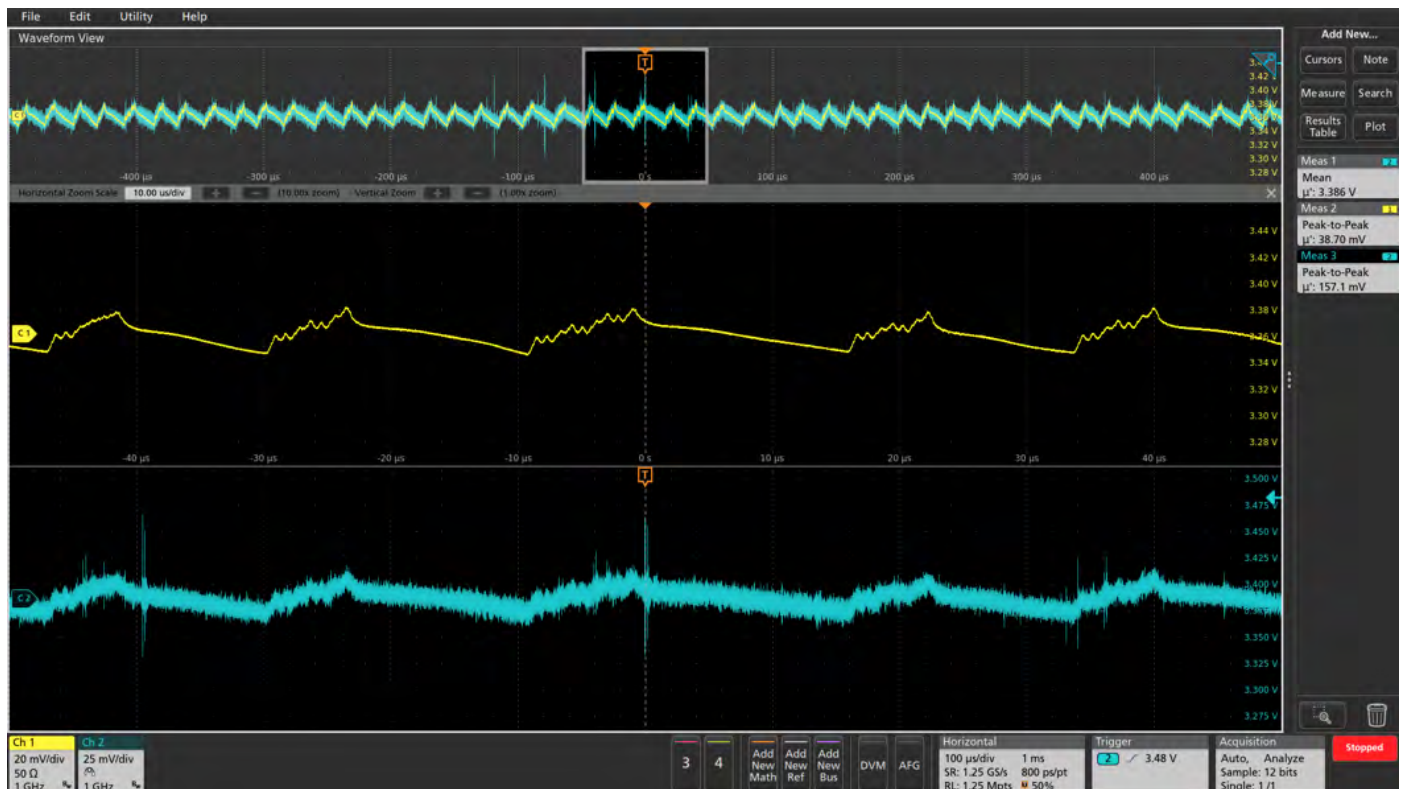 File Edit Utility Help
Waveform View
Add New...
Cursors Note
Measure Search
Results Table Plot
3.42
3.40 V
3.34 V
3.32 V
3.30 V
3.28 V
-400 µs -300 µs -200 µs -100 µs 0 s 100 µs 200 µs 300 µs 400 µs
Horizontal Zoom Scale 10.00 us/div + − (10.00x zoom) Vertical Zoom + − (1.00x zoom)
T
Meas 1 2
Mean
µ': 3.386 V
Meas 2 1
Peak-to-Peak
µ': 38.70 mV
Meas 3 2
Peak-to-Peak
µ': 157.1 mV
3.44 V
3.42 V
3.40 V
3.38 V
3.36 V
3.34 V
3.32 V
3.30 V
3.28 V
C 1
-40 µs -30 µs -20 µs -10 µs 0 s 10 µs 20 µs 30 µs 40 µs
T
3.500 V
3.475 V
3.450 V
3.425 V
3.400 V
3.350 V
3.325 V
3.300 V
3.275 V
C 2
Ch 1
20 mV/div
50 Ω
1 GHz
Ch 2
25 mV/div
1 GHz
3 4
Add New Math
Add New Ref
Add New Bus
DVM AFG
Horizontal
100 µs/div 1 ms
SR: 1.25 GS/s 800 ps/pt
RL: 1.25 Mpts 50%
Trigger
2 3.48 V
Acquisition
Auto, Analyze
Sample: 12 bits
Single: 1 /1
Stopped